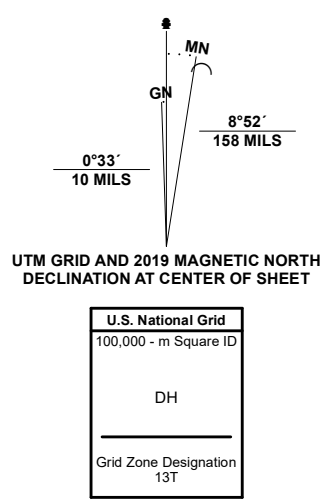 MN
GN
8°52´
158 MILS
0°33´
10 MILS
UTM GRID AND 2019 MAGNETIC NORTH
DECLINATION AT CENTER OF SHEET
U.S. National Grid
100,000 - m Square ID
DH
Grid Zone Designation
13T